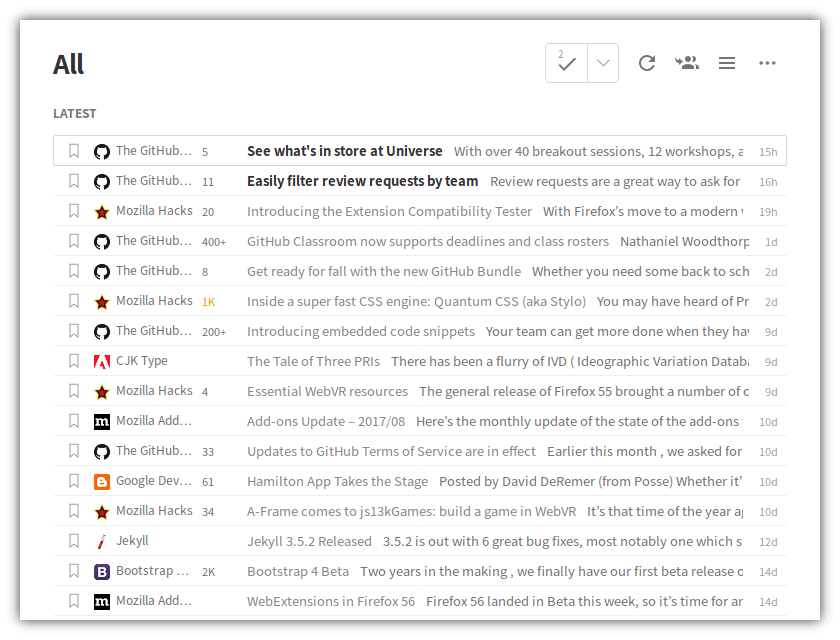 All
2
LATEST
The GitHub... 5 See what's in store at Universe With over 40 breakout sessions, 12 workshops, a 15h
The GitHub... 11 Easily filter review requests by team Review requests are a great way to ask for 16h
Mozilla Hacks 20 Introducing the Extension Compatibility Tester With Firefox's move to a modern 19h
The GitHub... 400+ GitHub Classroom now supports deadlines and class rosters Nathaniel Woodthorp 1d
The GitHub... 8 Get ready for fall with the new GitHub Bundle Whether you need some back to sch 2d
Mozilla Hacks 1K Inside a super fast CSS engine: Quantum CSS (aka Stylo) You may have heard of Pr 2d
The GitHub... 200+ Introducing embedded code snippets Your team can get more done when they hav 9d
CJK Type The Tale of Three PRIs There has been a flurry of IVD ( Ideographic Variation Databa 9d
Mozilla Hacks 4 Essential WebVR resources The general release of Firefox 55 brought a number of c 9d
m Mozilla Add... Add-ons Update – 2017/08 Here's the monthly update of the state of the add-ons 10d
The GitHub... 33 Updates to GitHub Terms of Service are in effect Earlier this month , we asked for 10d
Google Dev... 61 Hamilton App Takes the Stage Posted by David DeRemer (from Posse) Whether it' 10d
Mozilla Hacks 34 A-Frame comes to js13kGames: build a game in WebVR It's that time of the year ag 10d
Jekyll Jekyll 3.5.2 Released 3.5.2 is out with 6 great bug fixes, most notably one which s 12d
B Bootstrap ... 2K Bootstrap 4 Beta Two years in the making , we finally have our first beta release o 14d
m Mozilla Add... WebExtensions in Firefox 56 Firefox 56 landed in Beta this week, so it's time for an 14d